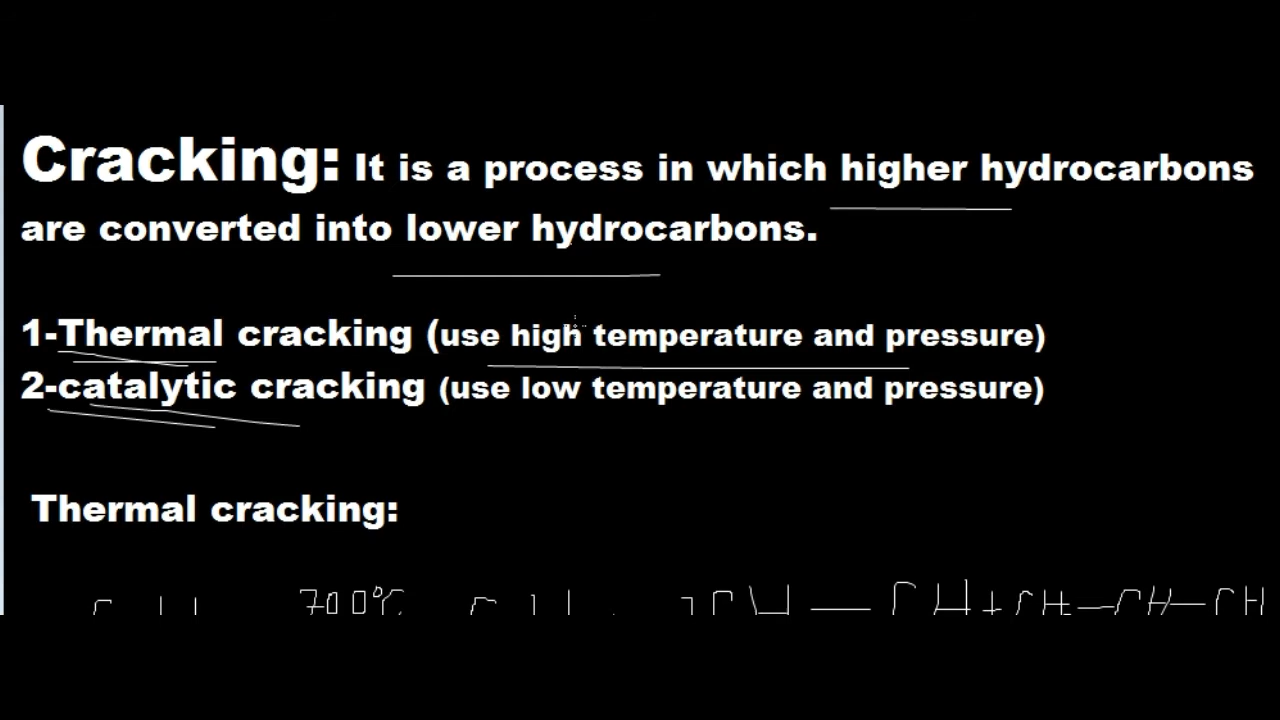 Cracking: It is a process in which higher hydrocarbons
are converted into lower hydrocarbons.
1-Thermal cracking (use high temperature and pressure)
2-catalytic cracking (use low temperature and pressure)
Thermal cracking:
700°C